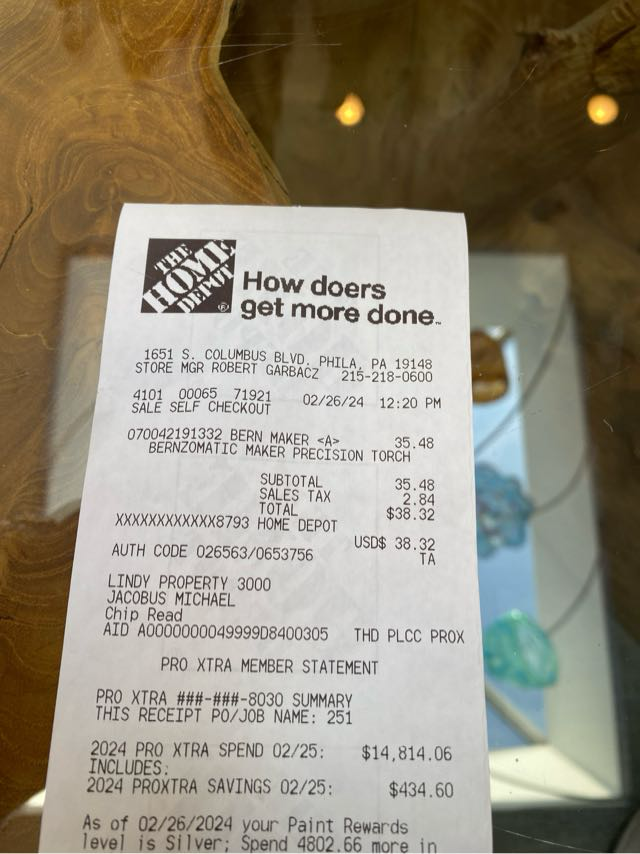 THE
HOME
DEPOT
How doers
get more done.™
1651 S. COLUMBUS BLVD. PHILA, PA 19148
STORE MGR ROBERT GARBACZ 215-218-0600
4101 00065 71921 02/26/24 12:20 PM
SALE SELF CHECKOUT
070042191332 BERN MAKER <A> 35.48
BERNZOMATIC MAKER PRECISION TORCH
SUBTOTAL 35.48
SALES TAX 2.84
TOTAL $38.32
XXXXXXXXXXXX8793 HOME DEPOT
USD$ 38.32
AUTH CODE 026563/0653756 TA
LINDY PROPERTY 3000
JACOBUS MICHAEL
Chip Read
AID A0000000049999D8400305 THD PLCC PROX
PRO XTRA MEMBER STATEMENT
PRO XTRA ###-###-8030 SUMMARY
THIS RECEIPT PO/JOB NAME: 251
2024 PRO XTRA SPEND 02/25: $14,814.06
INCLUDES:
2024 PROXTRA SAVINGS 02/25: $434.60
As of 02/26/2024 your Paint Rewards
level is Silver; Spend 4802.66 more in